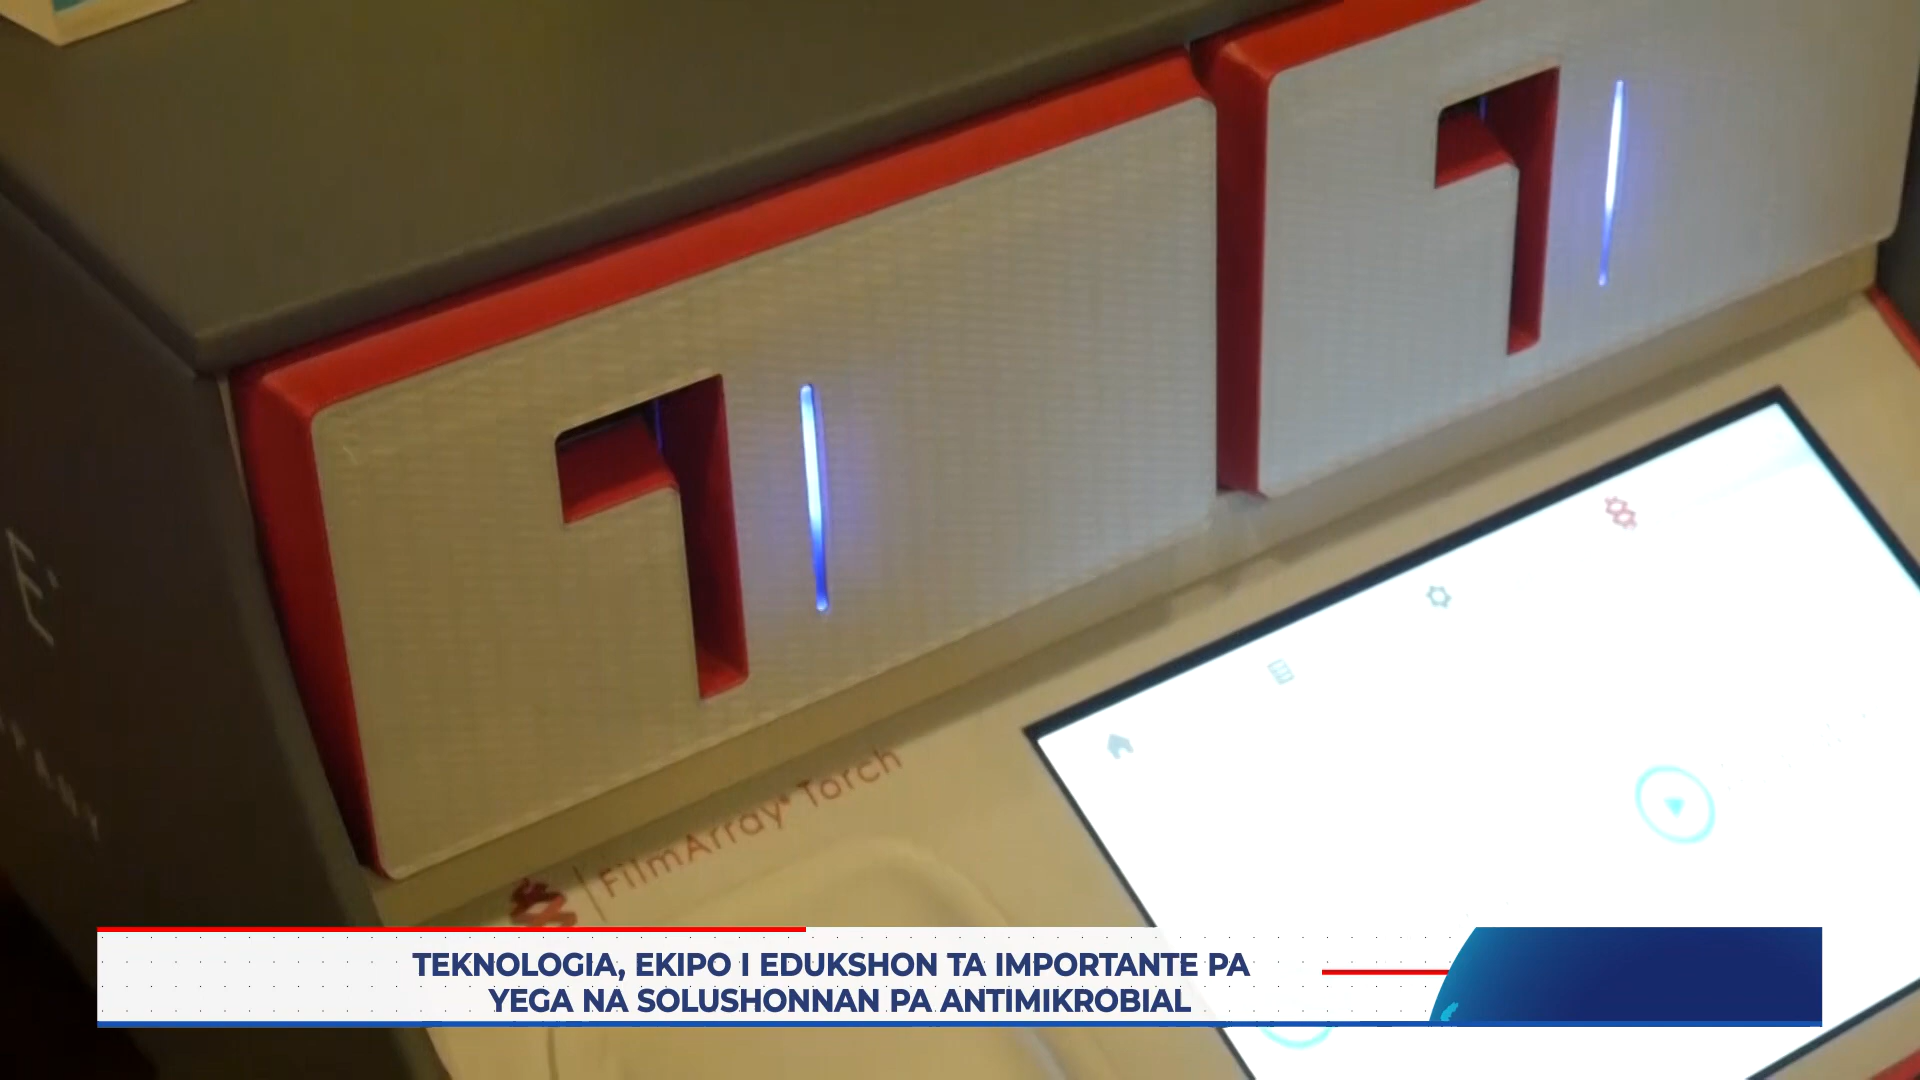 FilmArray® Torch
TEKNOLOGIA, EKIPO I EDUKSHON TA IMPORTANTE PA
YEGA NA SOLUSHONNAN PA ANTIMIKROBIAL